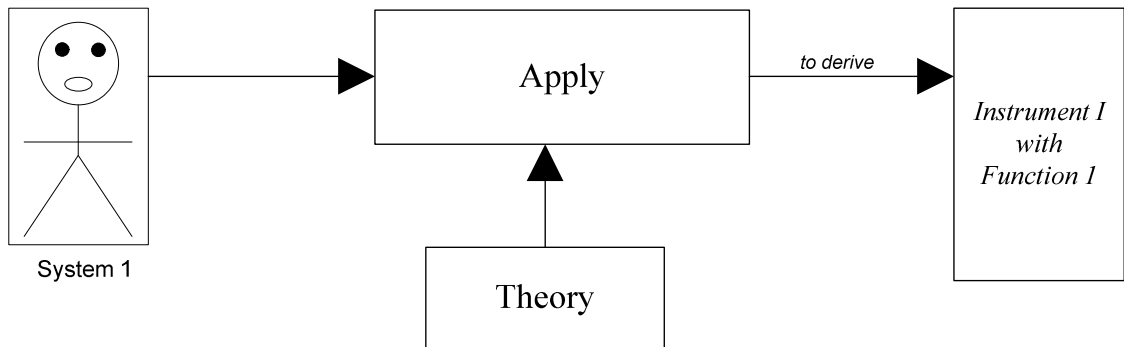 Apply
to derive
Instrument I
with
Function 1
System 1
Theory